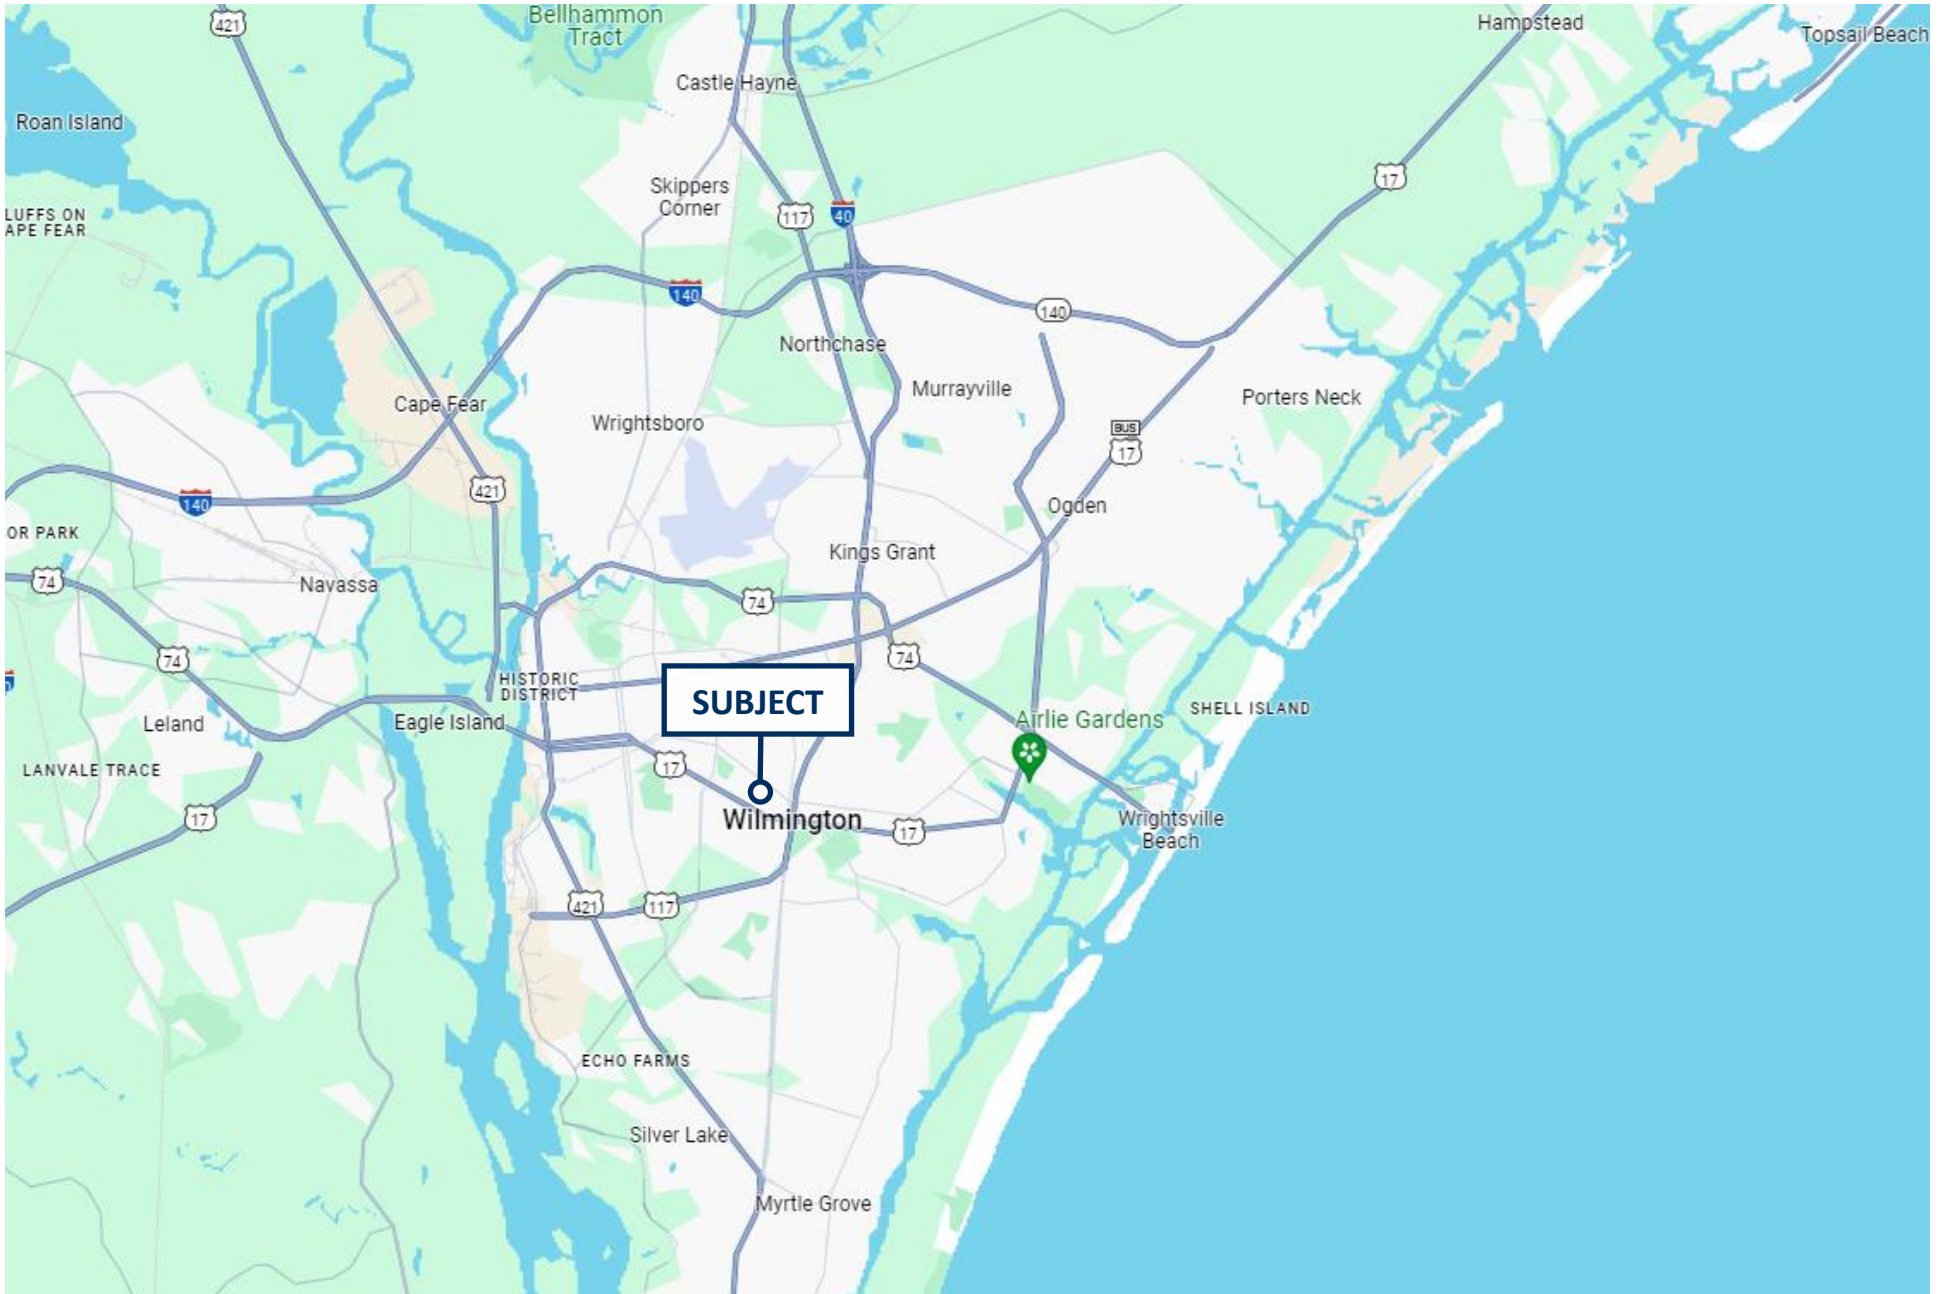 421
Bellhammon
Tract
Hampstead
Topsail Beach
Castle Hayne
Roan Island
17
Skippers
Corner
117
40
LUFFS ON
APE FEAR
140
140
Northchase
Murrayville
Porters Neck
Cape Fear
Wrightsboro
BUS
17
421
140
Ogden
OR PARK
Kings Grant
74
Navassa
74
74
74
HISTORIC
DISTRICT
SUBJECT
SHELL ISLAND
Leland
Eagle Island
Airlie Gardens
LANVALE TRACE
17
17
Wilmington
17
Wrightsville
Beach
421
117
ECHO FARMS
Silver Lake
Myrtle Grove